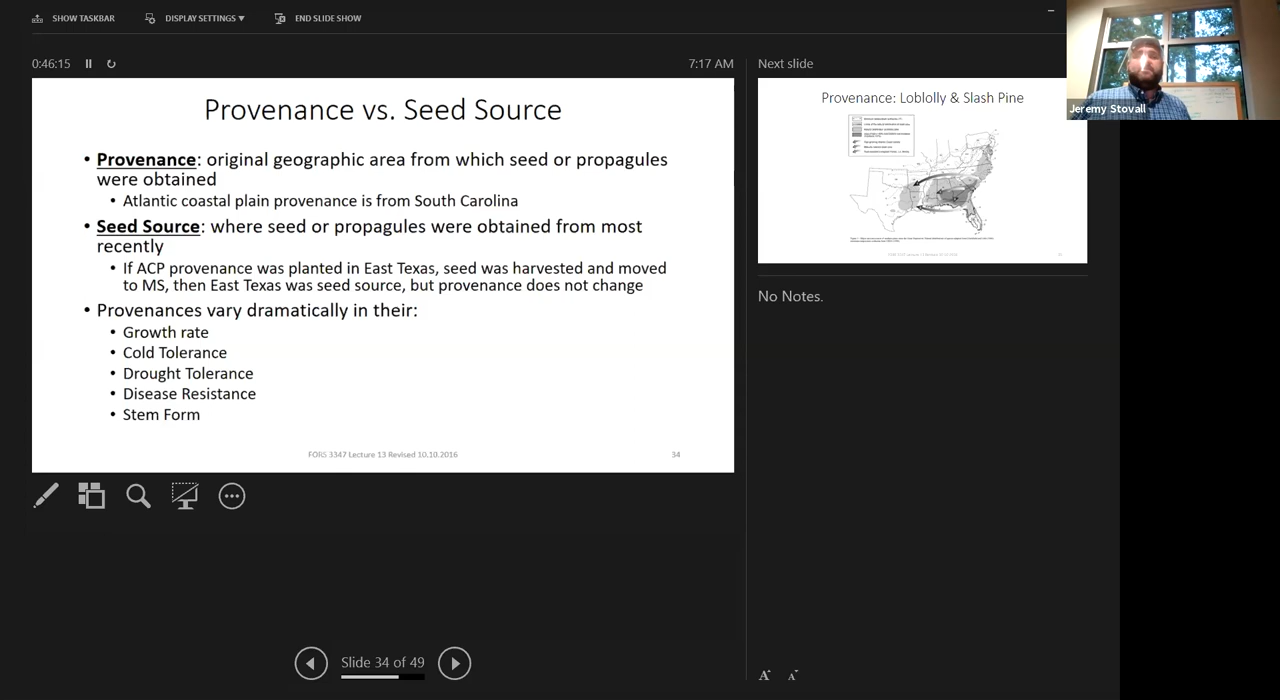 SHOW TASKBAR
DISPLAY SETTINGS ▼
END SLIDE SHOW
0:46:15
7:17 AM
Next slide
Provenance vs. Seed Source
• Provenance: original geographic area from which seed or propagules
were obtained
• Atlantic coastal plain provenance is from South Carolina
• Seed Source: where seed or propagules were obtained from most
recently
• If ACP provenance was planted in East Texas, seed was harvested and moved
to MS, then East Texas was seed source, but provenance does not change
• Provenances vary dramatically in their:
• Growth rate
• Cold Tolerance
• Drought Tolerance
• Disease Resistance
• Stem Form
FORS 3347 Lecture 13 Revised 10.10.2016
34
Provenance: Loblolly & Slash Pine
Jeremy Stovall
No Notes.
Slide 34 of 49
A
A